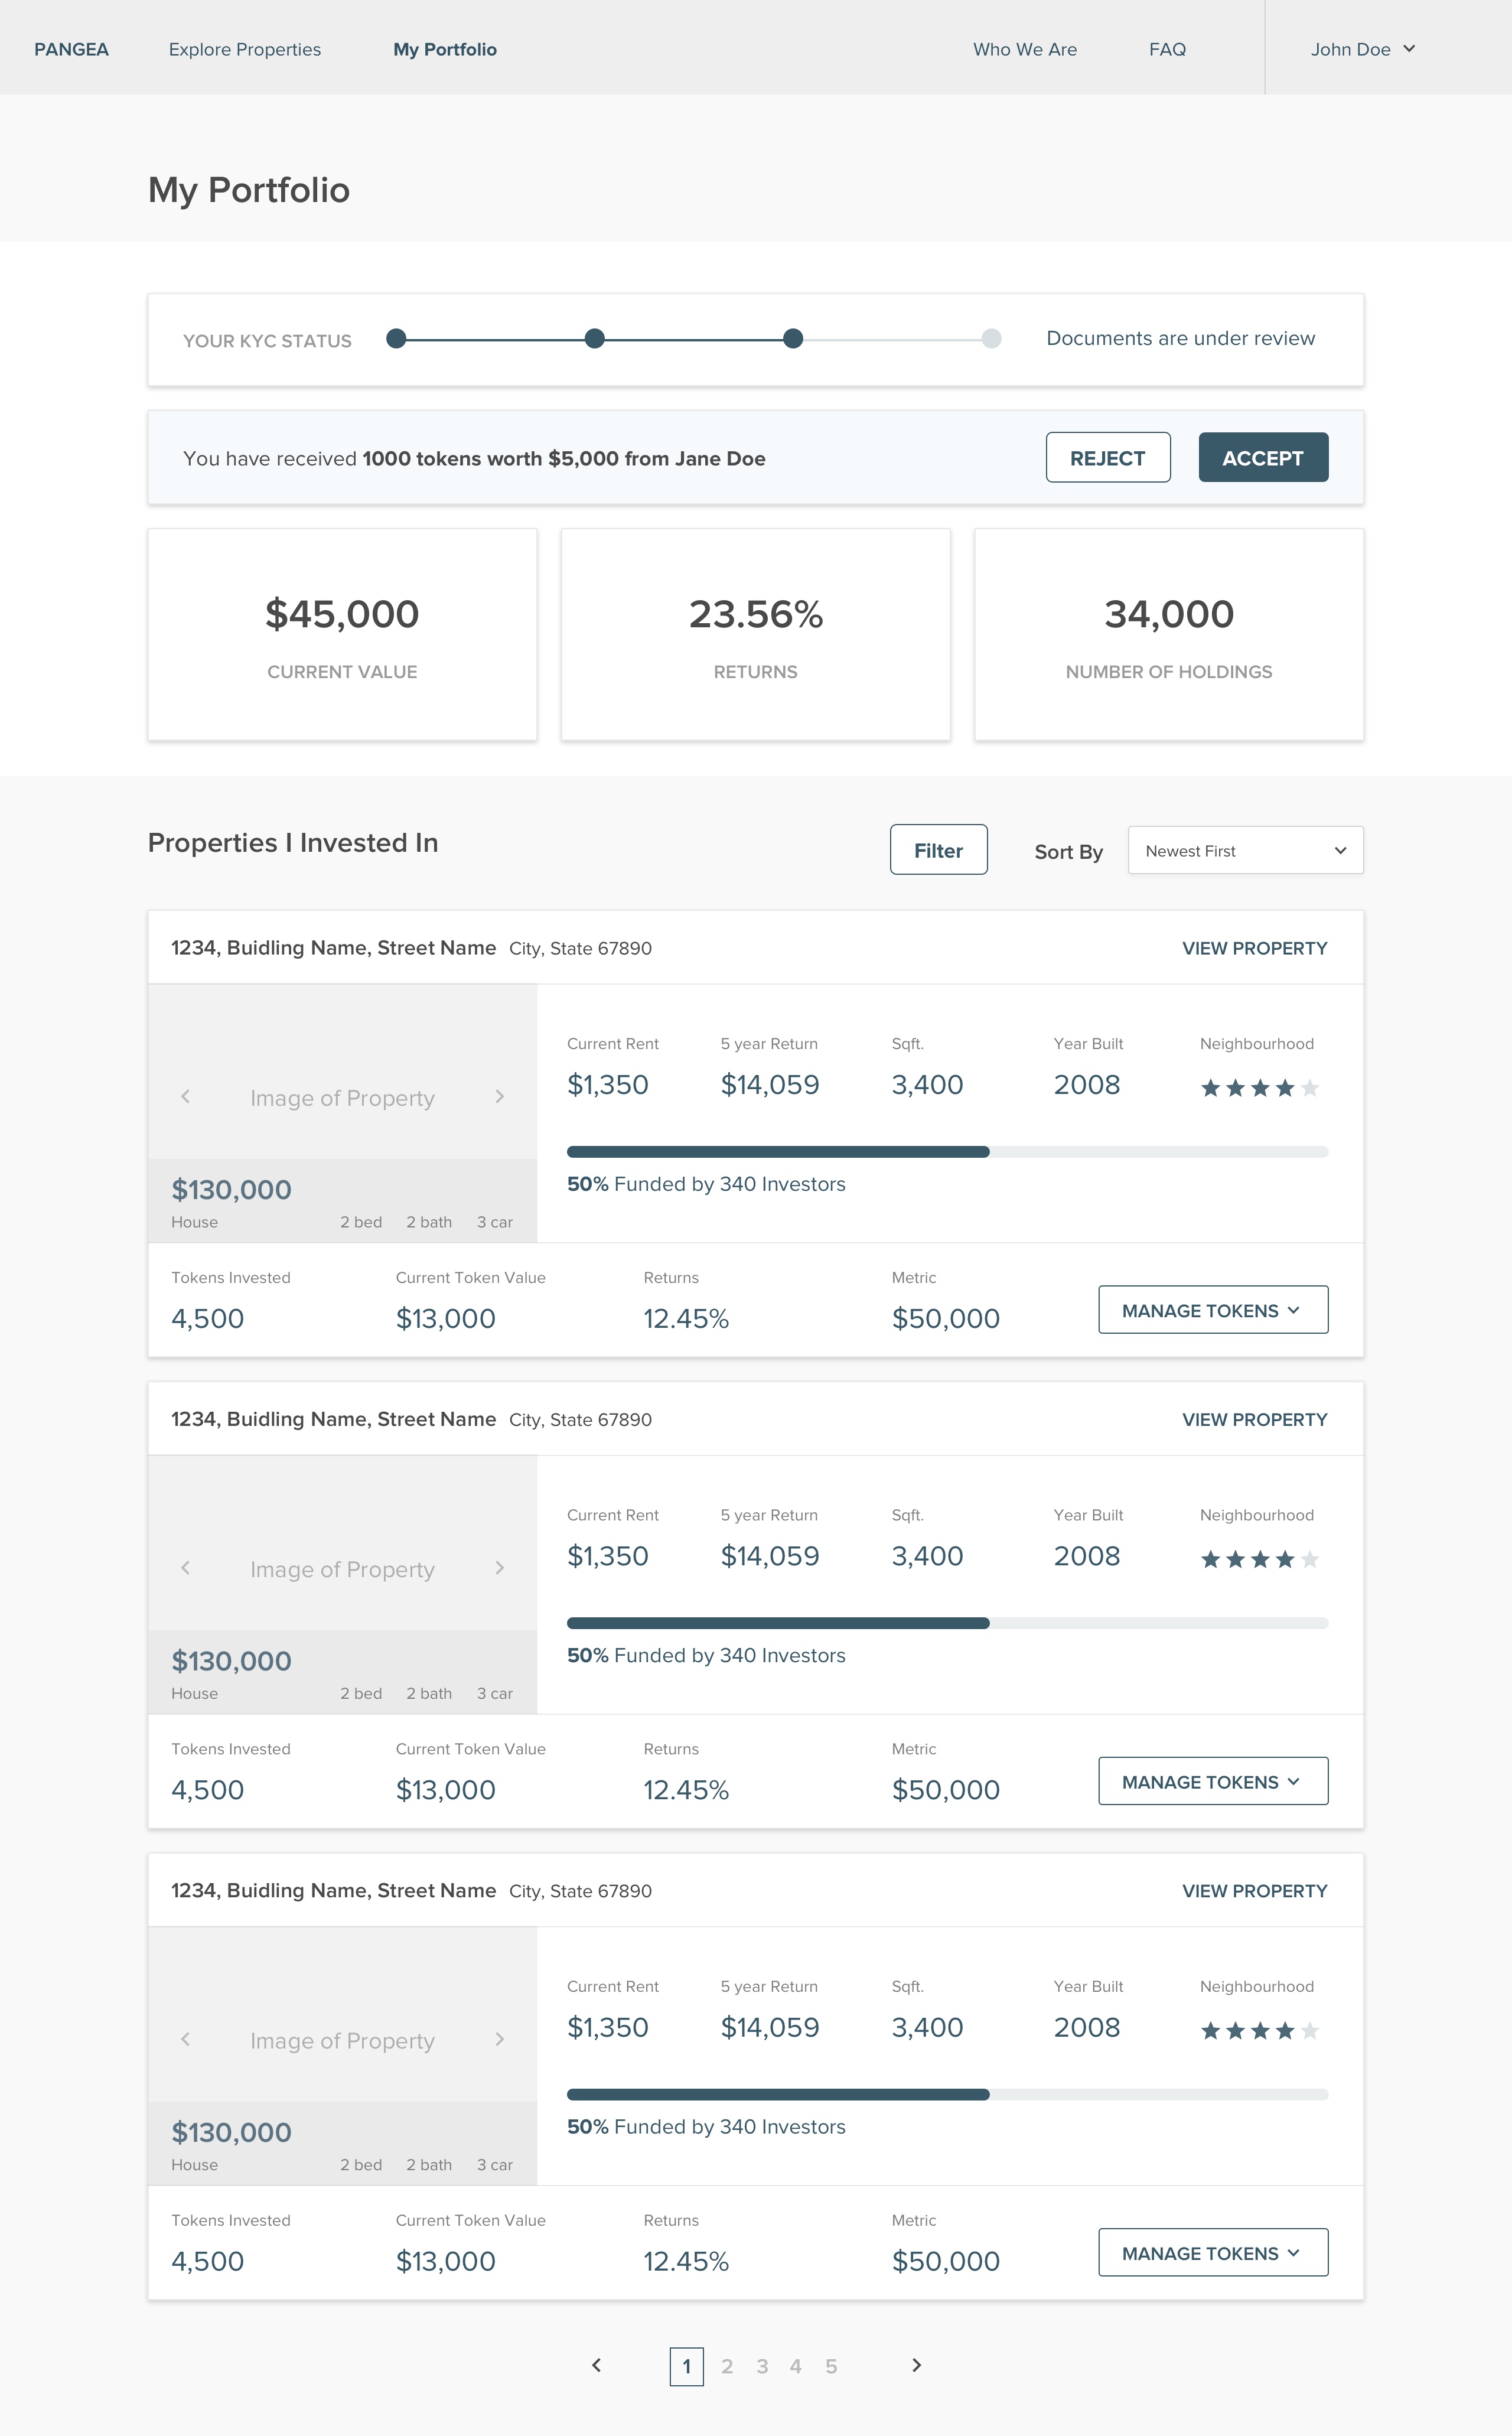 PANGEA Explore Properties My Portfolio Who We Are FAQ John Doe
My Portfolio
YOUR KYC STATUS Documents are under review
You have received 1000 tokens worth $5,000 from Jane Doe REJECT ACCEPT
$45,000 23.56% 34,000
CURRENT VALUE RETURNS NUMBER OF HOLDINGS
Properties I Invested In Filter Sort By Newest First
1234, Buidling Name, Street Name City, State 67890 VIEW PROPERTY
Current Rent 5 year Return Sqft. Year Built Neighbourhood
$1,350 $14,059 3,400 2008
Image of Property
50% Funded by 340 Investors
$130,000
House 2 bed 2 bath 3 car
Tokens Invested Current Token Value Returns Metric
4,500 $13,000 12.45% $50,000 MANAGE TOKENS
1234, Buidling Name, Street Name City, State 67890 VIEW PROPERTY
Current Rent 5 year Return Sqft. Year Built Neighbourhood
$1,350 $14,059 3,400 2008
Image of Property
50% Funded by 340 Investors
$130,000
House 2 bed 2 bath 3 car
Tokens Invested Current Token Value Returns Metric
4,500 $13,000 12.45% $50,000 MANAGE TOKENS
1234, Buidling Name, Street Name City, State 67890 VIEW PROPERTY
Current Rent 5 year Return Sqft. Year Built Neighbourhood
$1,350 $14,059 3,400 2008
Image of Property
50% Funded by 340 Investors
$130,000
House 2 bed 2 bath 3 car
Tokens Invested Current Token Value Returns Metric
4,500 $13,000 12.45% $50,000 MANAGE TOKENS
1 2 3 4 5